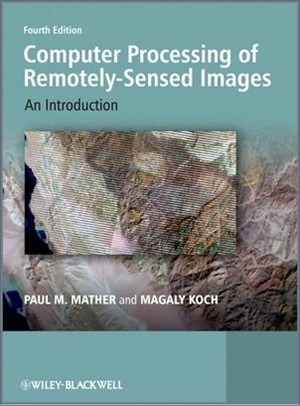 Fourth Edition
Computer Processing of
Remotely-Sensed Images
An Introduction
PAUL M. MATHER and MAGALY KOCH
WILEY-BLACKWELL